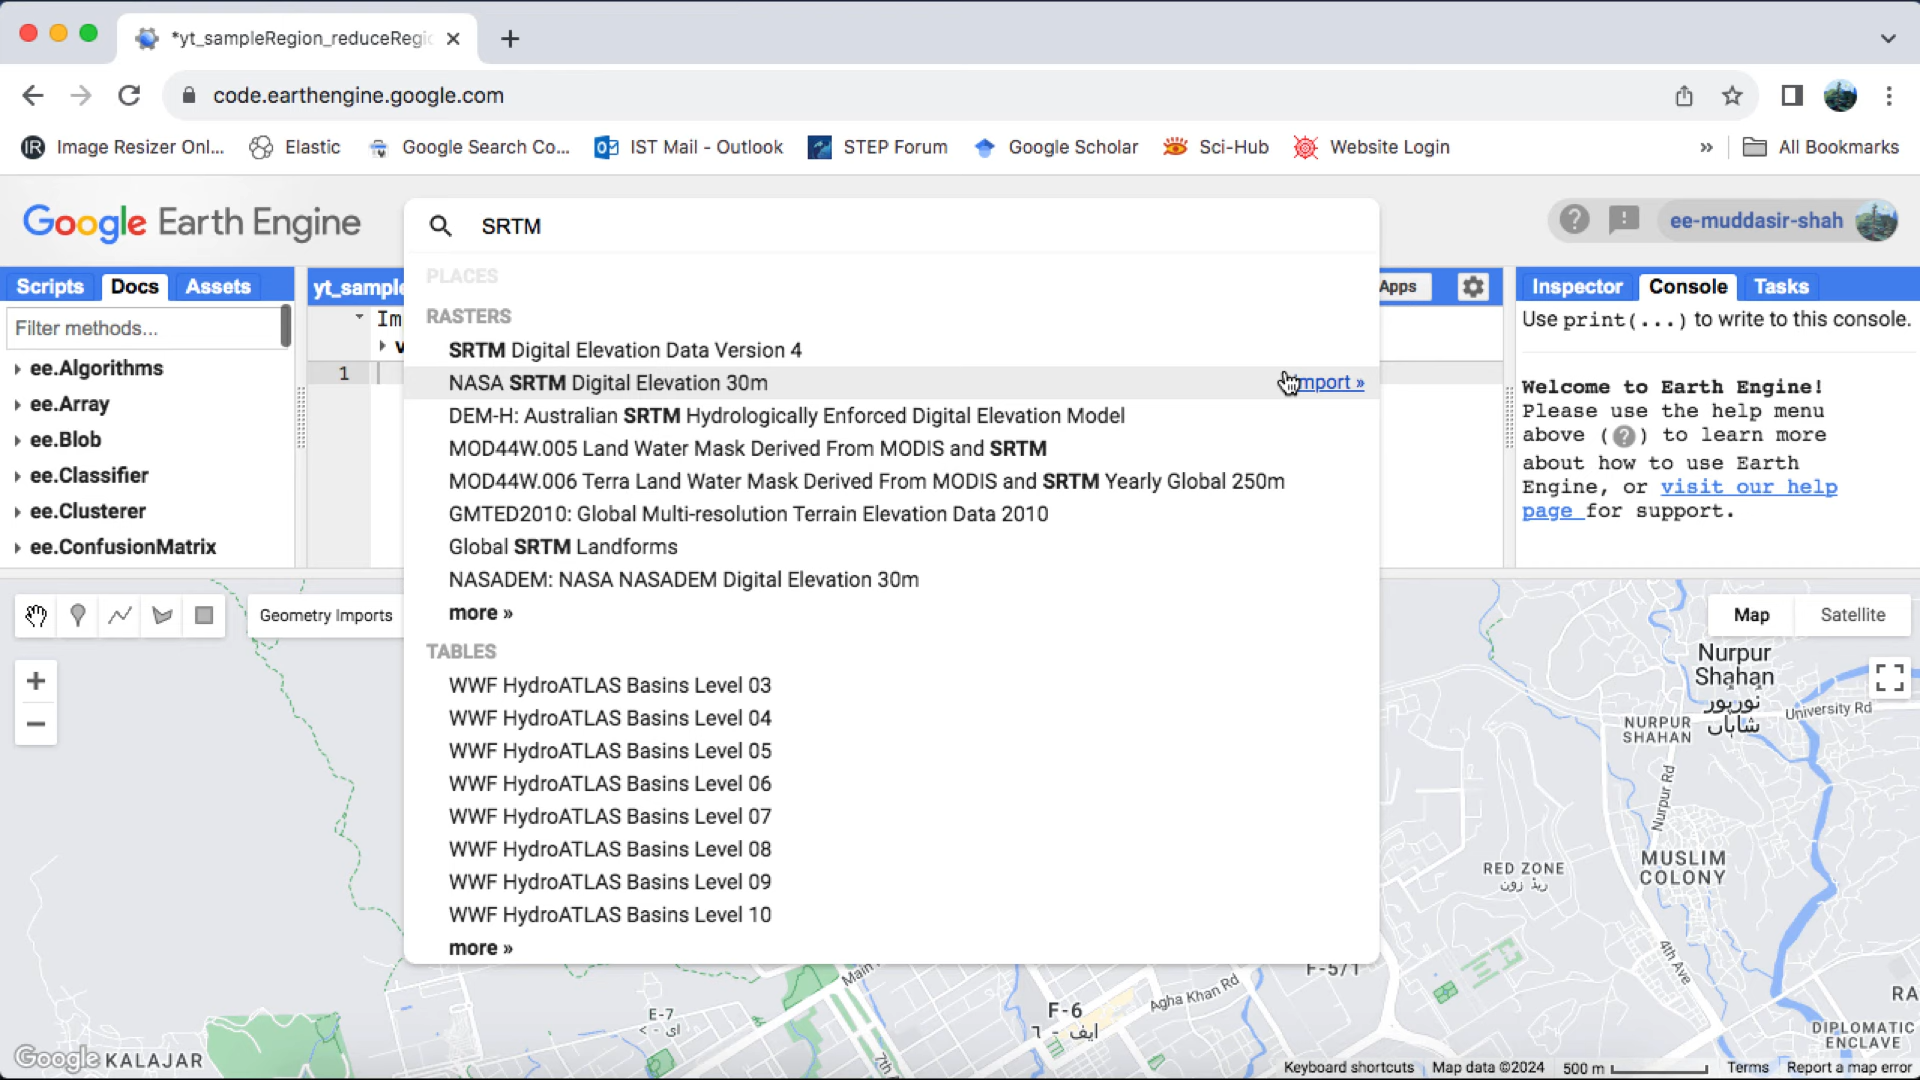 *yt_sampleRegion_reduceRegi
code.earthengine.google.com
Image Resizer Onl...
Elastic
Google Search Co...
IST Mail - Outlook
STEP Forum
Google Scholar
Sci-Hub
Website Login
»
All Bookmarks
Google Earth Engine
SRTM
ee-muddasir-shah
Scripts
Docs
Assets
yt_sample
Apps
Inspector
Console
Tasks
Filter methods...
ee.Algorithms
ee.Array
ee.Blob
ee.Classifier
ee.Clusterer
ee.ConfusionMatrix
Im
v
1
PLACES
RASTERS
SRTM Digital Elevation Data Version 4
NASA SRTM Digital Elevation 30m
import »
DEM-H: Australian SRTM Hydrologically Enforced Digital Elevation Model
MOD44W.005 Land Water Mask Derived From MODIS and SRTM
MOD44W.006 Terra Land Water Mask Derived From MODIS and SRTM Yearly Global 250m
GMTED2010: Global Multi-resolution Terrain Elevation Data 2010
Global SRTM Landforms
NASADEM: NASA NASADEM Digital Elevation 30m
more »
TABLES
WWF HydroATLAS Basins Level 03
WWF HydroATLAS Basins Level 04
WWF HydroATLAS Basins Level 05
WWF HydroATLAS Basins Level 06
WWF HydroATLAS Basins Level 07
WWF HydroATLAS Basins Level 08
WWF HydroATLAS Basins Level 09
WWF HydroATLAS Basins Level 10
more »
Use print(...) to write to this console.
Welcome to Earth Engine!
Please use the help menu
above (?) to learn more
about how to use Earth
Engine, or visit our help
page for support.
Geometry Imports
Map
Satellite
Nurpur
Shahan
نورپور
شاہاں
University Rd
NURPUR
SHAHAN
Nurpur Rd
MUSLIM
COLONY
RED ZONE
ریڈ زون
4th Ave
F-5/1
Main
Agha Khan Rd
F-6
ایف - ٦
E-7
ای - >
7th
RA
DIPLOMATIC
ENCLAVE
Google
KALAJAR
Keyboard shortcuts
Map data ©2024
500 m
Terms
Report a map error